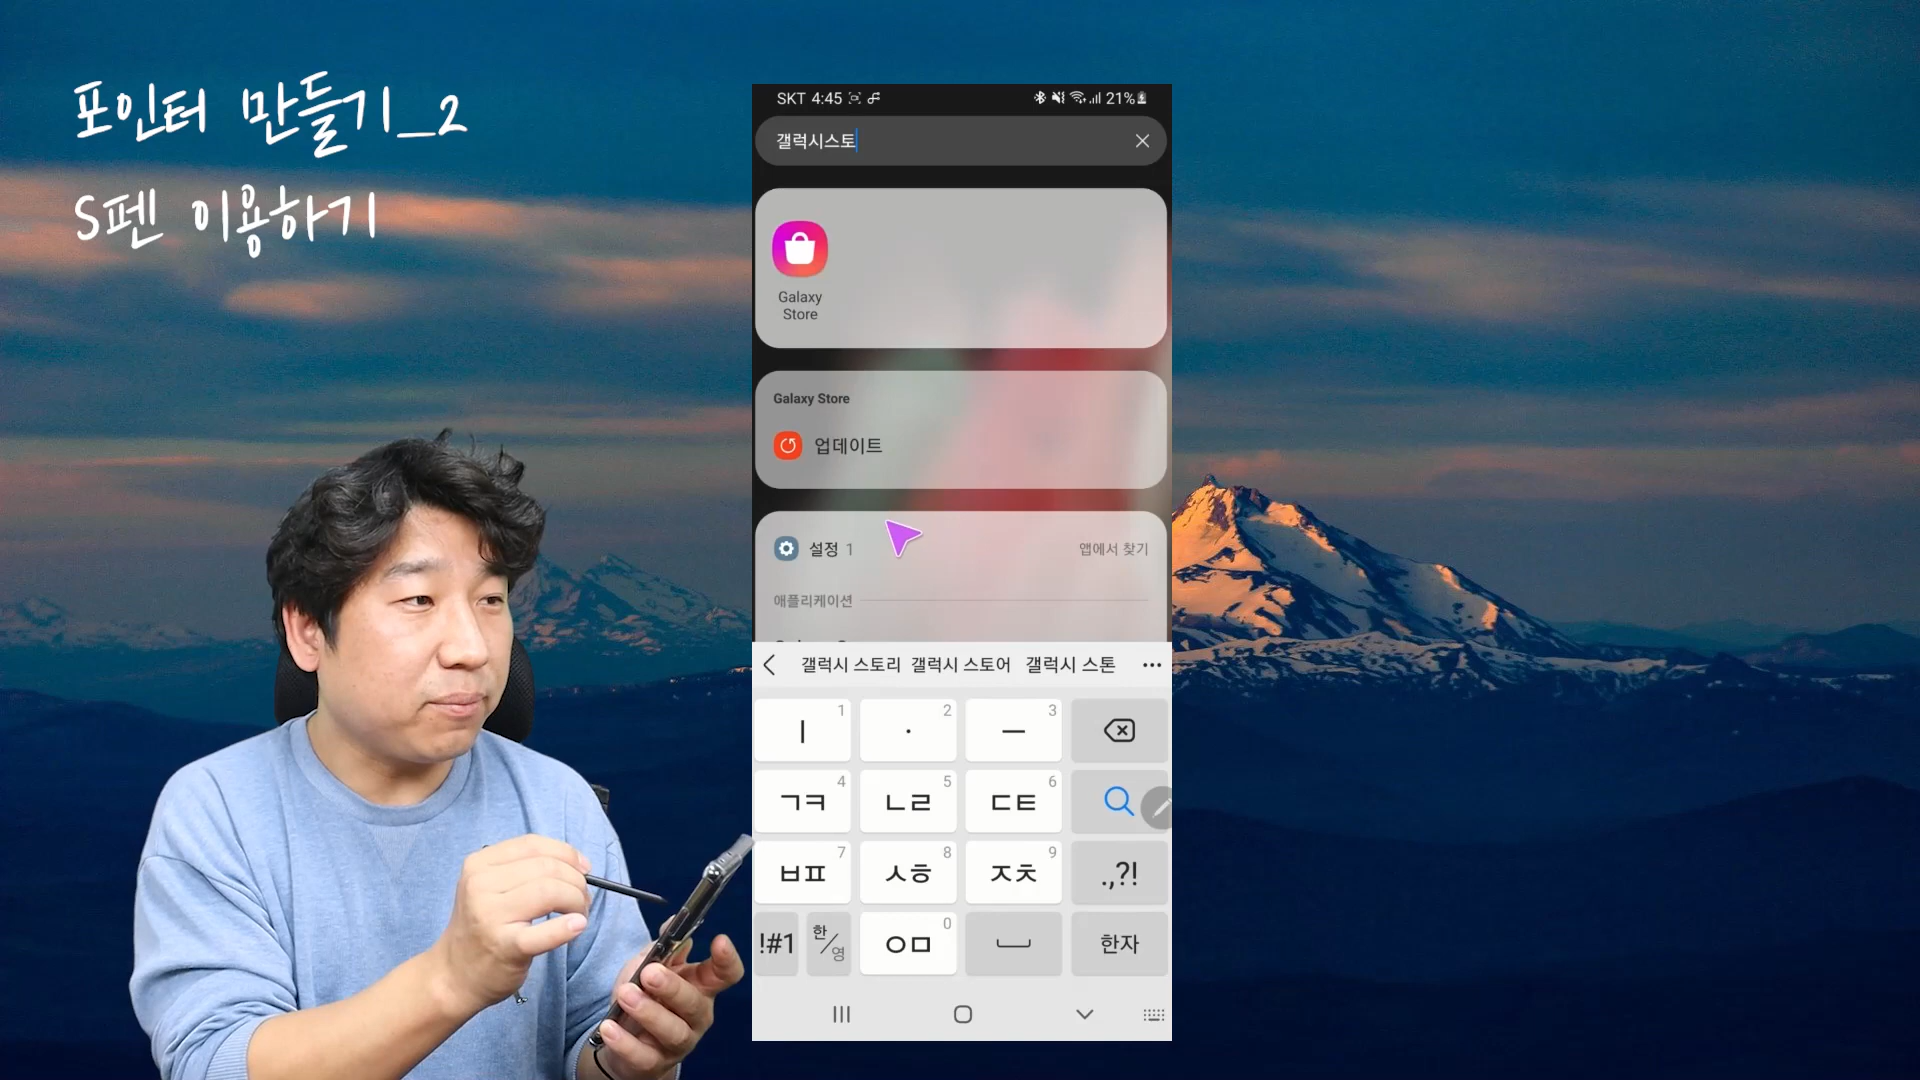 포인터 만들기_2
S펜 이용하기
SKT 4:45 21%
갤럭시스토
Galaxy
Store
Galaxy Store
업데이트
설정 1 앱에서 찾기
애플리케이션
갤럭시 스토리 갤럭시 스토어 갤럭시 스톤
ㅣ 1 · 2 ㅡ 3
ㄱㅋ 4 ㄴㄹ 5 ㄷㅌ 6
ㅂㅍ 7 ㅅㅎ 8 ㅈㅊ 9 .,?!
!#1 한/영 ㅇㅁ 0 한자